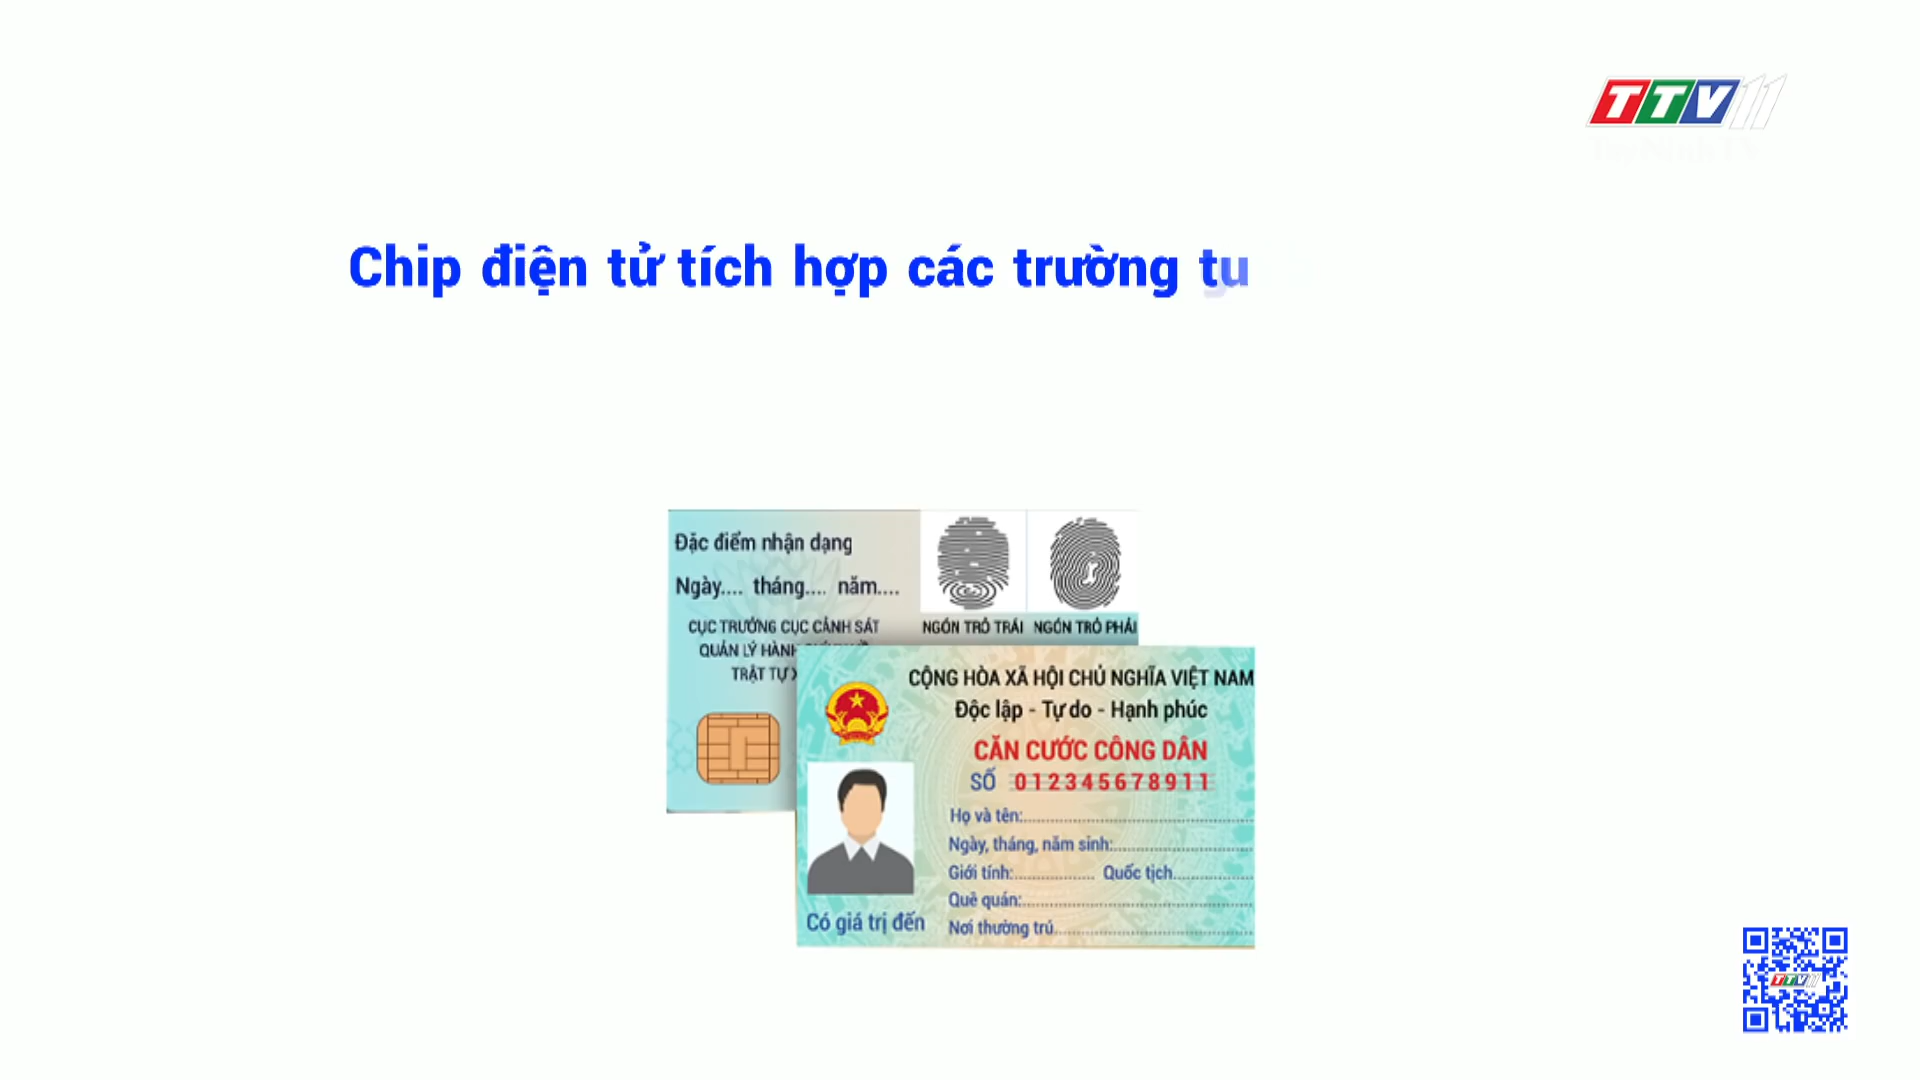 TTV11
TayNinhTV
Chip điện tử tích hợp các trường tu
Đặc điểm nhận dạng
Ngày.... tháng.... năm....
CỤC TRƯỞNG CỤC CẢNH SÁT
QUẢN LÝ HÀNH
TRẬT TỰ X
NGÓN TRỎ TRÁI NGÓN TRỎ PHẢI
CỘNG HÒA XÃ HỘI CHỦ NGHĨA VIỆT NAM
Độc lập - Tự do - Hạnh phúc
CĂN CƯỚC CÔNG DÂN
SỐ 012345678911
Họ và tên:
Ngày, tháng, năm sinh:
Giới tính: Quốc tịch
Quê quán:
Nơi thường trú
Có giá trị đến
TTV11